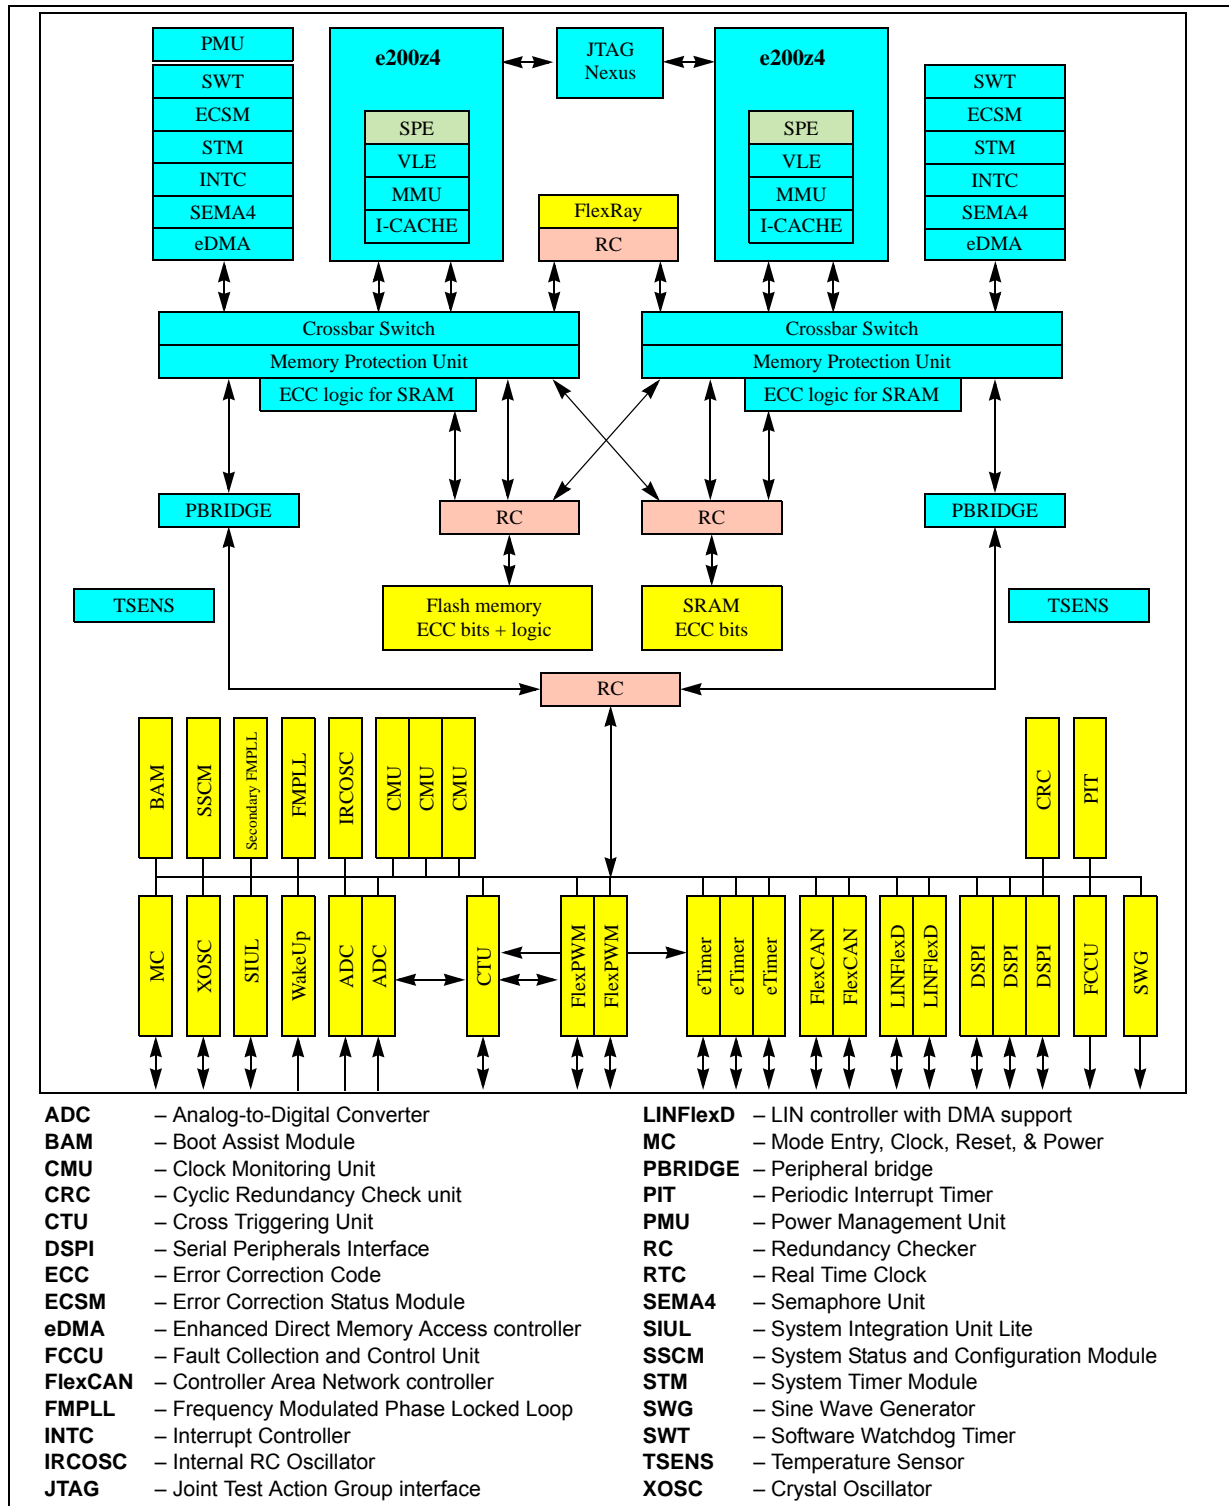 PMU
SWT
ECSM
STM
INTC
SEMA4
eDMA
e200z4
SPE
VLE
MMU
I-CACHE
JTAG
Nexus
e200z4
SPE
VLE
MMU
I-CACHE
SWT
ECSM
STM
INTC
SEMA4
eDMA
FlexRay
RC
Crossbar Switch
Memory Protection Unit
ECC logic for SRAM
Crossbar Switch
Memory Protection Unit
ECC logic for SRAM
PBRIDGE
RC
RC
PBRIDGE
TSENS
Flash memory
ECC bits + logic
SRAM
ECC bits
TSENS
RC
BAM
SSCM
Secondary FMPLL
FMPLL
IRCOSC
CMU
CMU
CMU
CRC
PIT
MC
XOSC
SIUL
WakeUp
ADC
ADC
CTU
FlexPWM
FlexPWM
eTimer
eTimer
eTimer
FlexCAN
FlexCAN
LINFlexD
LINFlexD
DSPI
DSPI
DSPI
FCCU
SWG
ADC – Analog-to-Digital Converter
BAM – Boot Assist Module
CMU – Clock Monitoring Unit
CRC – Cyclic Redundancy Check unit
CTU – Cross Triggering Unit
DSPI – Serial Peripherals Interface
ECC – Error Correction Code
ECSM – Error Correction Status Module
eDMA – Enhanced Direct Memory Access controller
FCCU – Fault Collection and Control Unit
FlexCAN – Controller Area Network controller
FMPLL – Frequency Modulated Phase Locked Loop
INTC – Interrupt Controller
IRCOSC – Internal RC Oscillator
JTAG – Joint Test Action Group interface
LINFlexD – LIN controller with DMA support
MC – Mode Entry, Clock, Reset, & Power
PBRIDGE – Peripheral bridge
PIT – Periodic Interrupt Timer
PMU – Power Management Unit
RC – Redundancy Checker
RTC – Real Time Clock
SEMA4 – Semaphore Unit
SIUL – System Integration Unit Lite
SSCM – System Status and Configuration Module
STM – System Timer Module
SWG – Sine Wave Generator
SWT – Software Watchdog Timer
TSENS – Temperature Sensor
XOSC – Crystal Oscillator